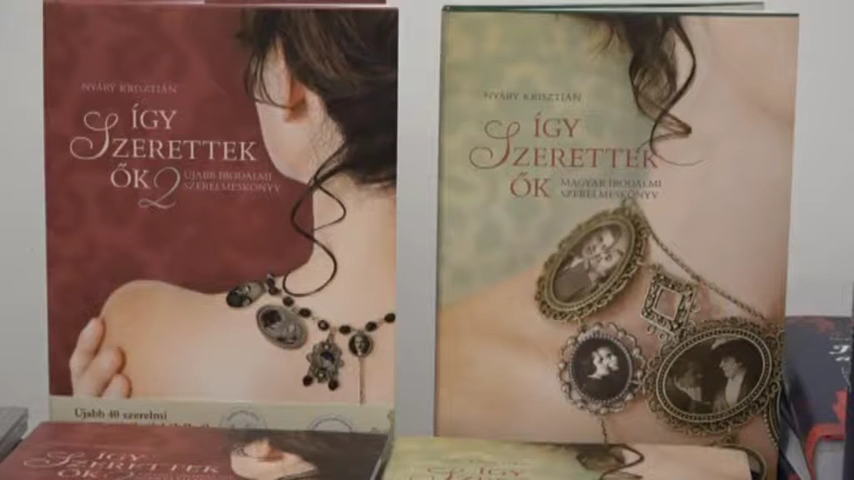 NYÁRY KRISZTIÁN
ÍGY
SZERETTEK
ŐK 2
ÚJABB IRODALMI
SZERELMESKÖNYV
Újabb 40 szerelmi
NYÁRY KRISZTIÁN
ÍGY
SZERETTEK
ŐK
MAGYAR IRODALMI
SZERELMESKÖNYV
ÍGY
SZERETTEK
ŐK 2
ÍGY